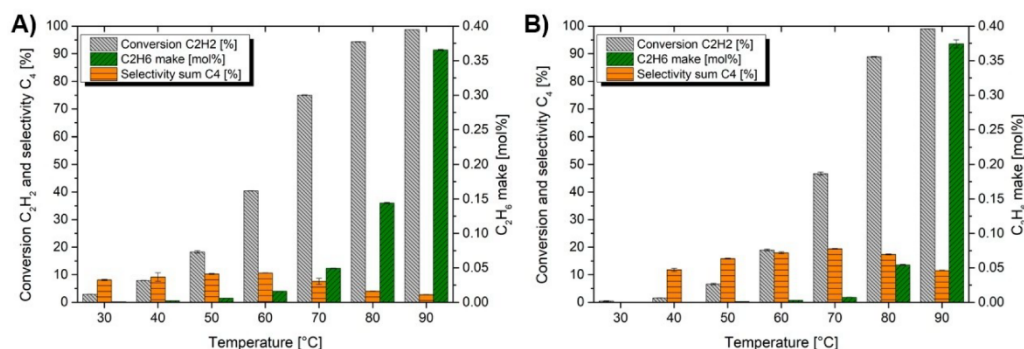 A)
Conversion C2H2 [%]
C2H6 make [mol%]
Selectivity sum C4 [%]
Conversion C₂H₂ and selectivity C₄ [%]
100
90
80
70
60
50
40
30
20
10
0
30 40 50 60 70 80 90
Temperature [°C]
0.40
0.35
0.30
0.25
0.20
0.15
0.10
0.05
0.00
C₂H₆ make [mol%]
B)
Conversion C2H2 [%]
C2H6 make [mol%]
Selectivity sum C4 [%]
Conversion and selectivity C₄ [%]
100
90
80
70
60
50
40
30
20
10
0
30 40 50 60 70 80 90
Temperature [°C]
0.40
0.35
0.30
0.25
0.20
0.15
0.10
0.05
0.00
C₂H₆ make [mol%]